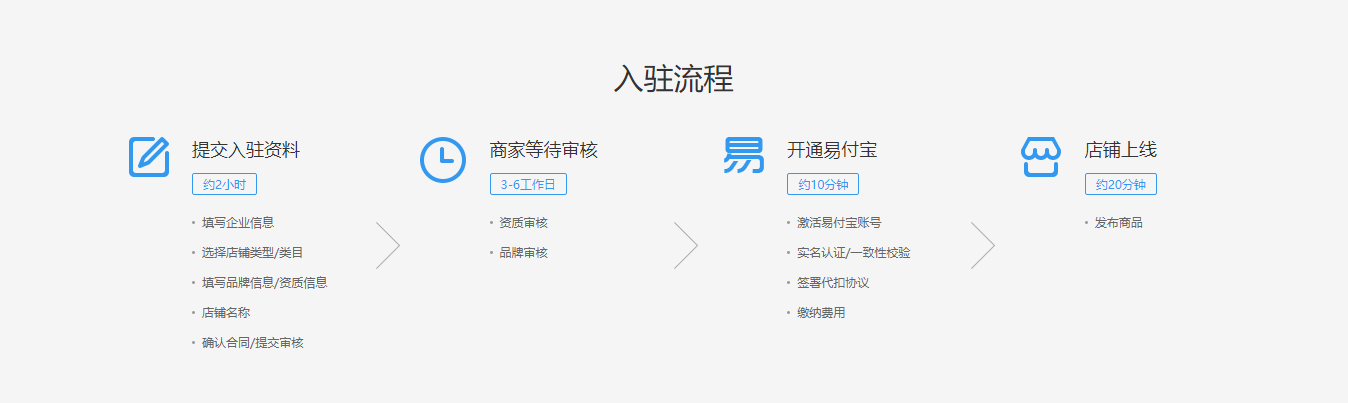 入驻流程
提交入驻资料
约2小时
• 填写企业信息
• 选择店铺类型/类目
• 填写品牌信息/资质信息
• 店铺名称
• 确认合同/提交审核
商家等待审核
3-6工作日
• 资质审核
• 品牌审核
易
开通易付宝
约10分钟
• 激活易付宝账号
• 实名认证/一致性校验
• 签署代扣协议
• 缴纳费用
店铺上线
约20分钟
• 发布商品